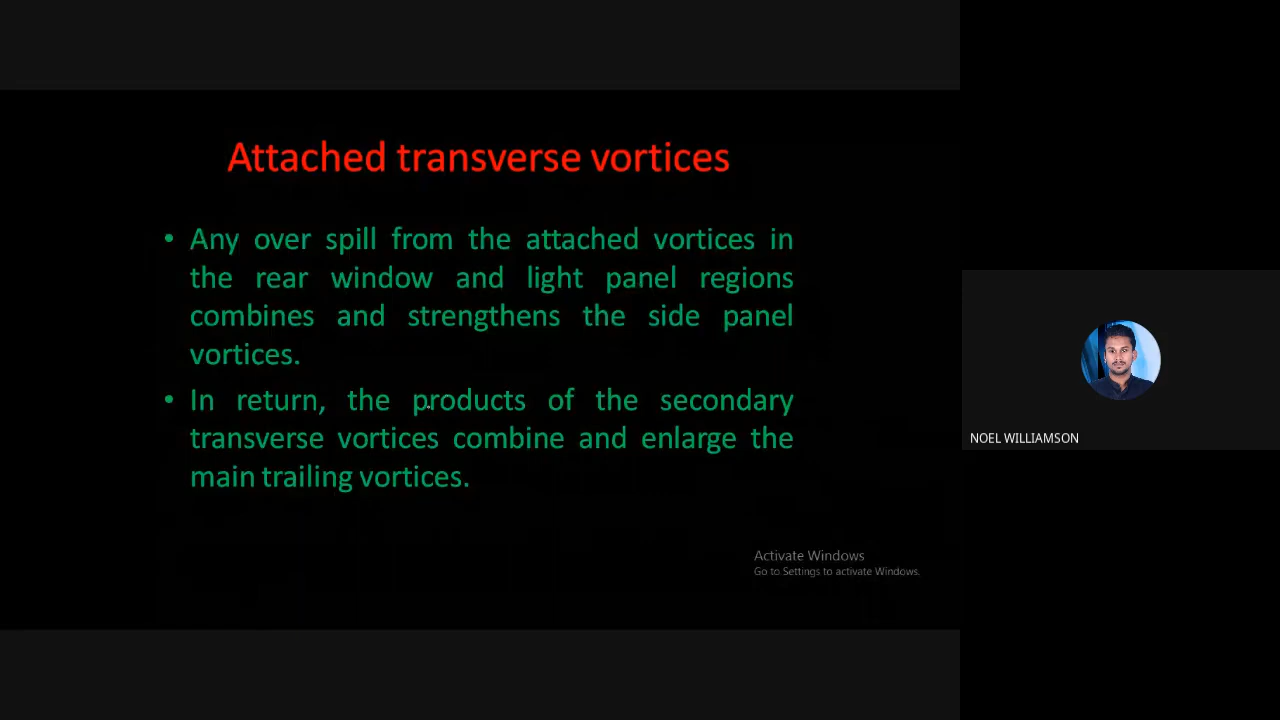 Attached transverse vortices
• Any over spill from the attached vortices in
the rear window and light panel regions
combines and strengthens the side panel
vortices.
• In return, the products of the secondary
transverse vortices combine and enlarge the
main trailing vortices.
Activate Windows
Go to Settings to activate Windows.
NOEL WILLIAMSON